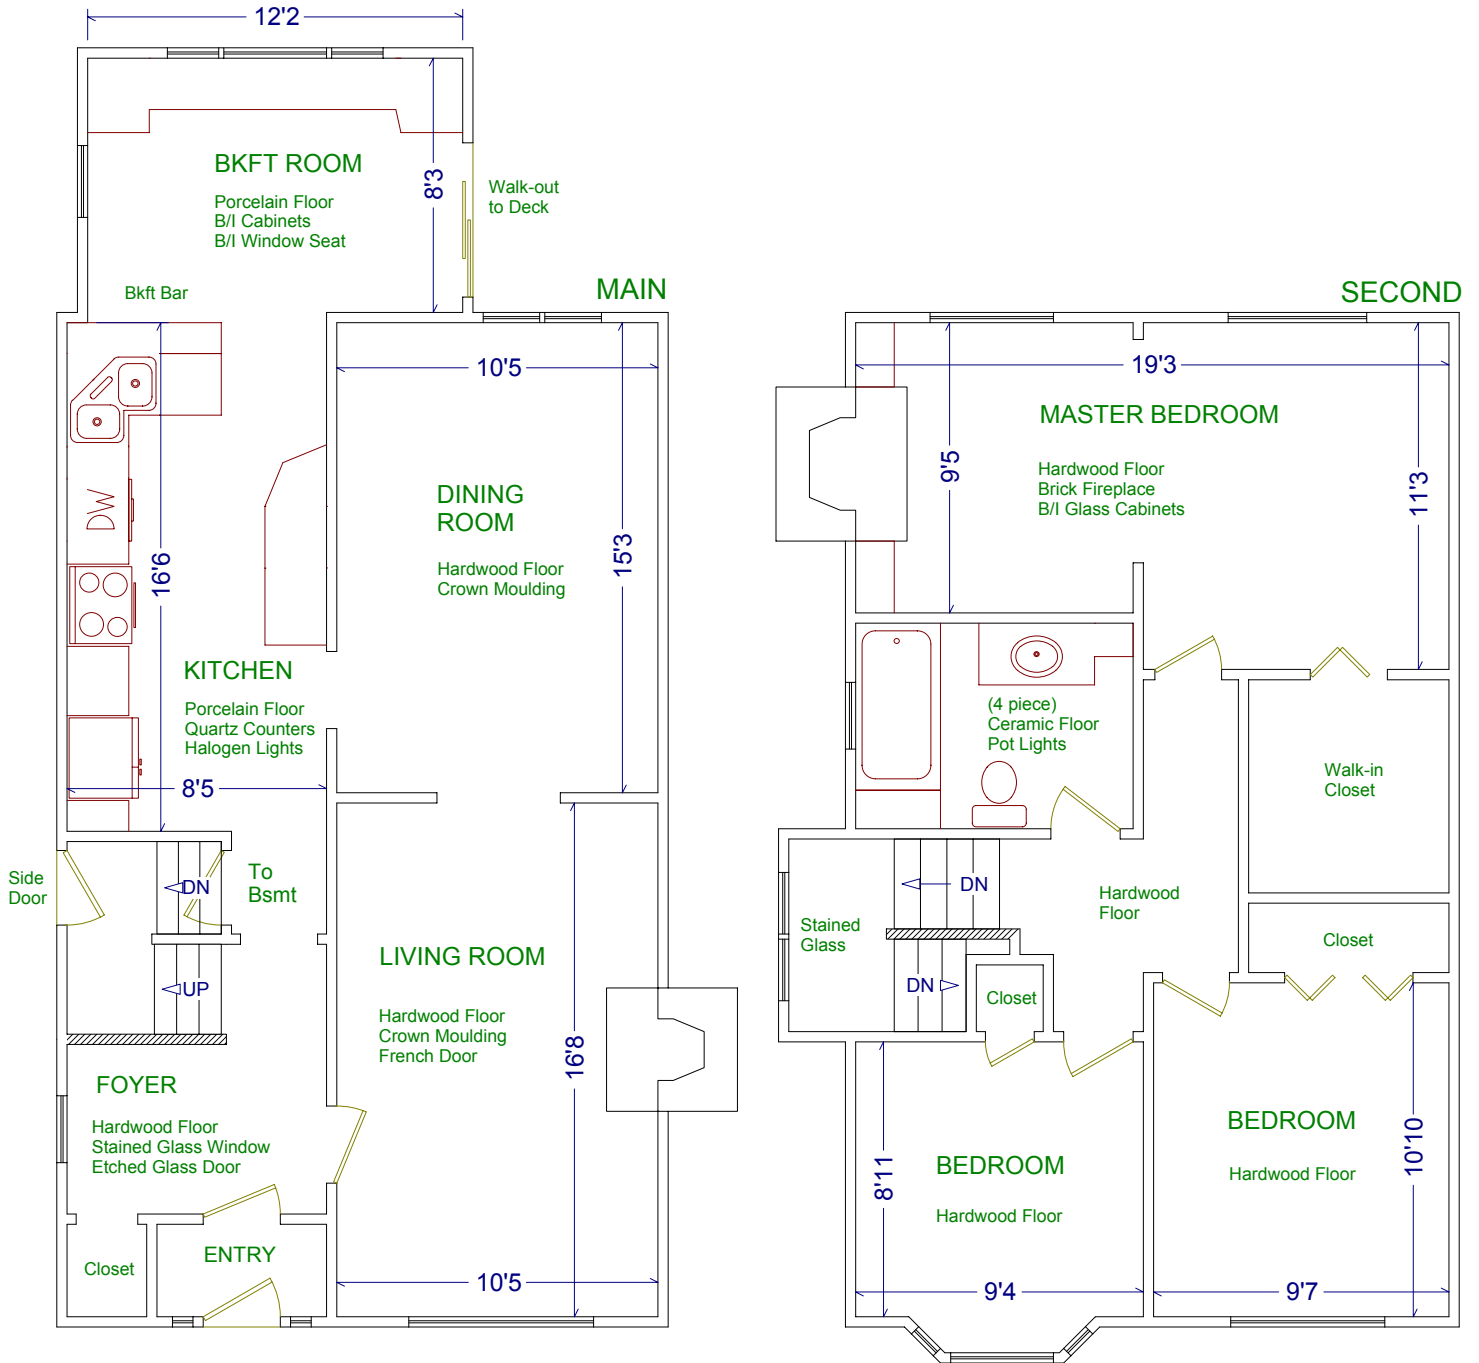 12'2
BKFT ROOM
Porcelain Floor
B/I Cabinets
B/I Window Seat
8'3
Walk-out
to Deck
Bkft Bar
MAIN
10'5
DINING
ROOM
Hardwood Floor
Crown Moulding
15'3
16'6
DW
KITCHEN
Porcelain Floor
Quartz Counters
Halogen Lights
8'5
Side
Door
DN
To
Bsmt
UP
LIVING ROOM
Hardwood Floor
Crown Moulding
French Door
16'8
FOYER
Hardwood Floor
Stained Glass Window
Etched Glass Door
Closet
ENTRY
10'5
SECOND
19'3
MASTER BEDROOM
Hardwood Floor
Brick Fireplace
B/I Glass Cabinets
9'5
11'3
(4 piece)
Ceramic Floor
Pot Lights
Walk-in
Closet
DN
Hardwood
Floor
Stained
Glass
Closet
DN
Closet
BEDROOM
Hardwood Floor
8'11
9'4
BEDROOM
Hardwood Floor
10'10
9'7